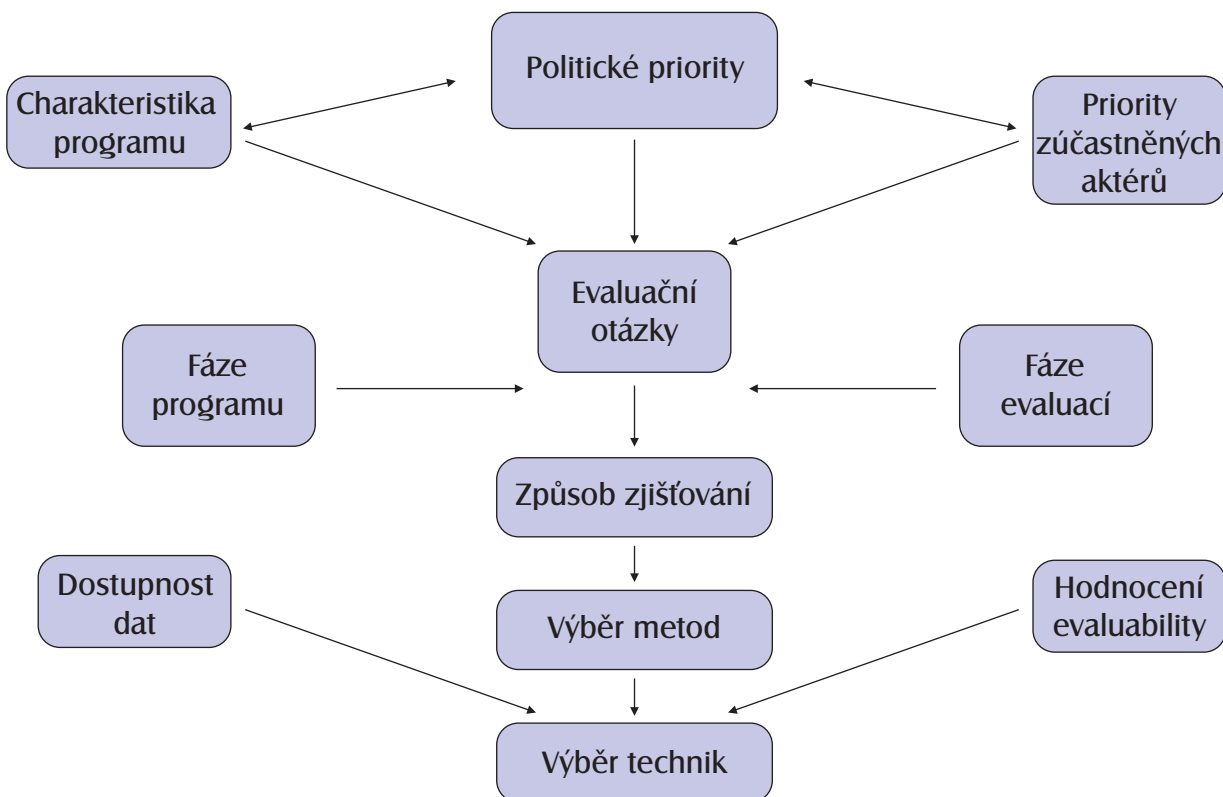 Politické priority
Charakteristika
programu
Priority
zúčastněných
aktérů
Evaluační
otázky
Fáze
programu
Fáze
evaluací
Způsob zjišťování
Dostupnost
dat
Výběr metod
Hodnocení
evaluability
Výběr technik